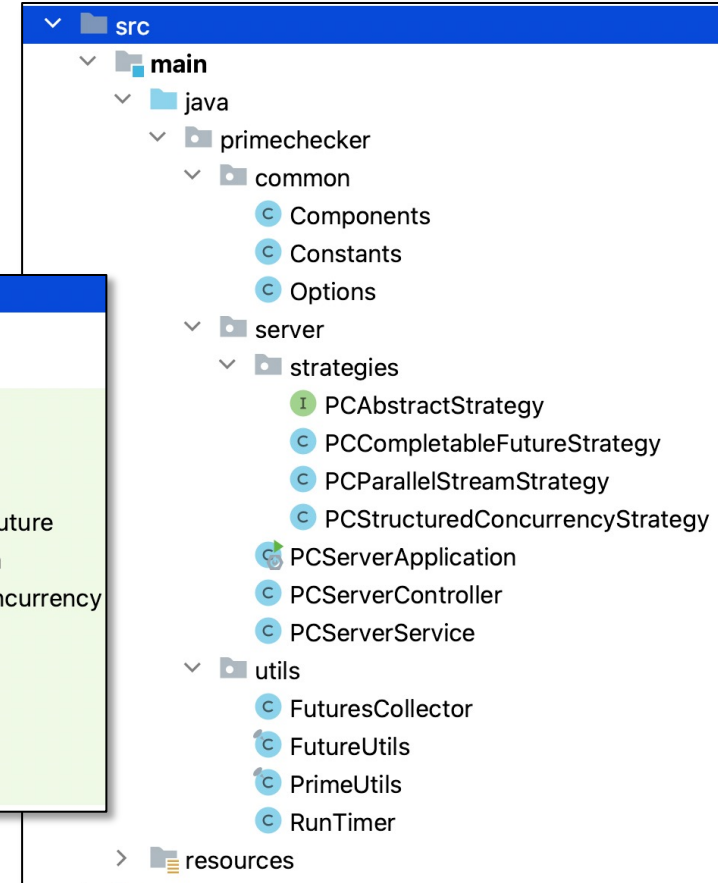 src
main
java
primechecker
common
C Components
C Constants
C Options
server
strategies
I PCAbstractStrategy
C PCCompletableFutureStrategy
C PCParallelStreamStrategy
C PCStructuredConcurrencyStrategy
C PCServerApplication
C PCServerController
C PCServerService
utils
C FuturesCollector
C FutureUtils
C PrimeUtils
C RunTimer
resources
uture
ncurrency